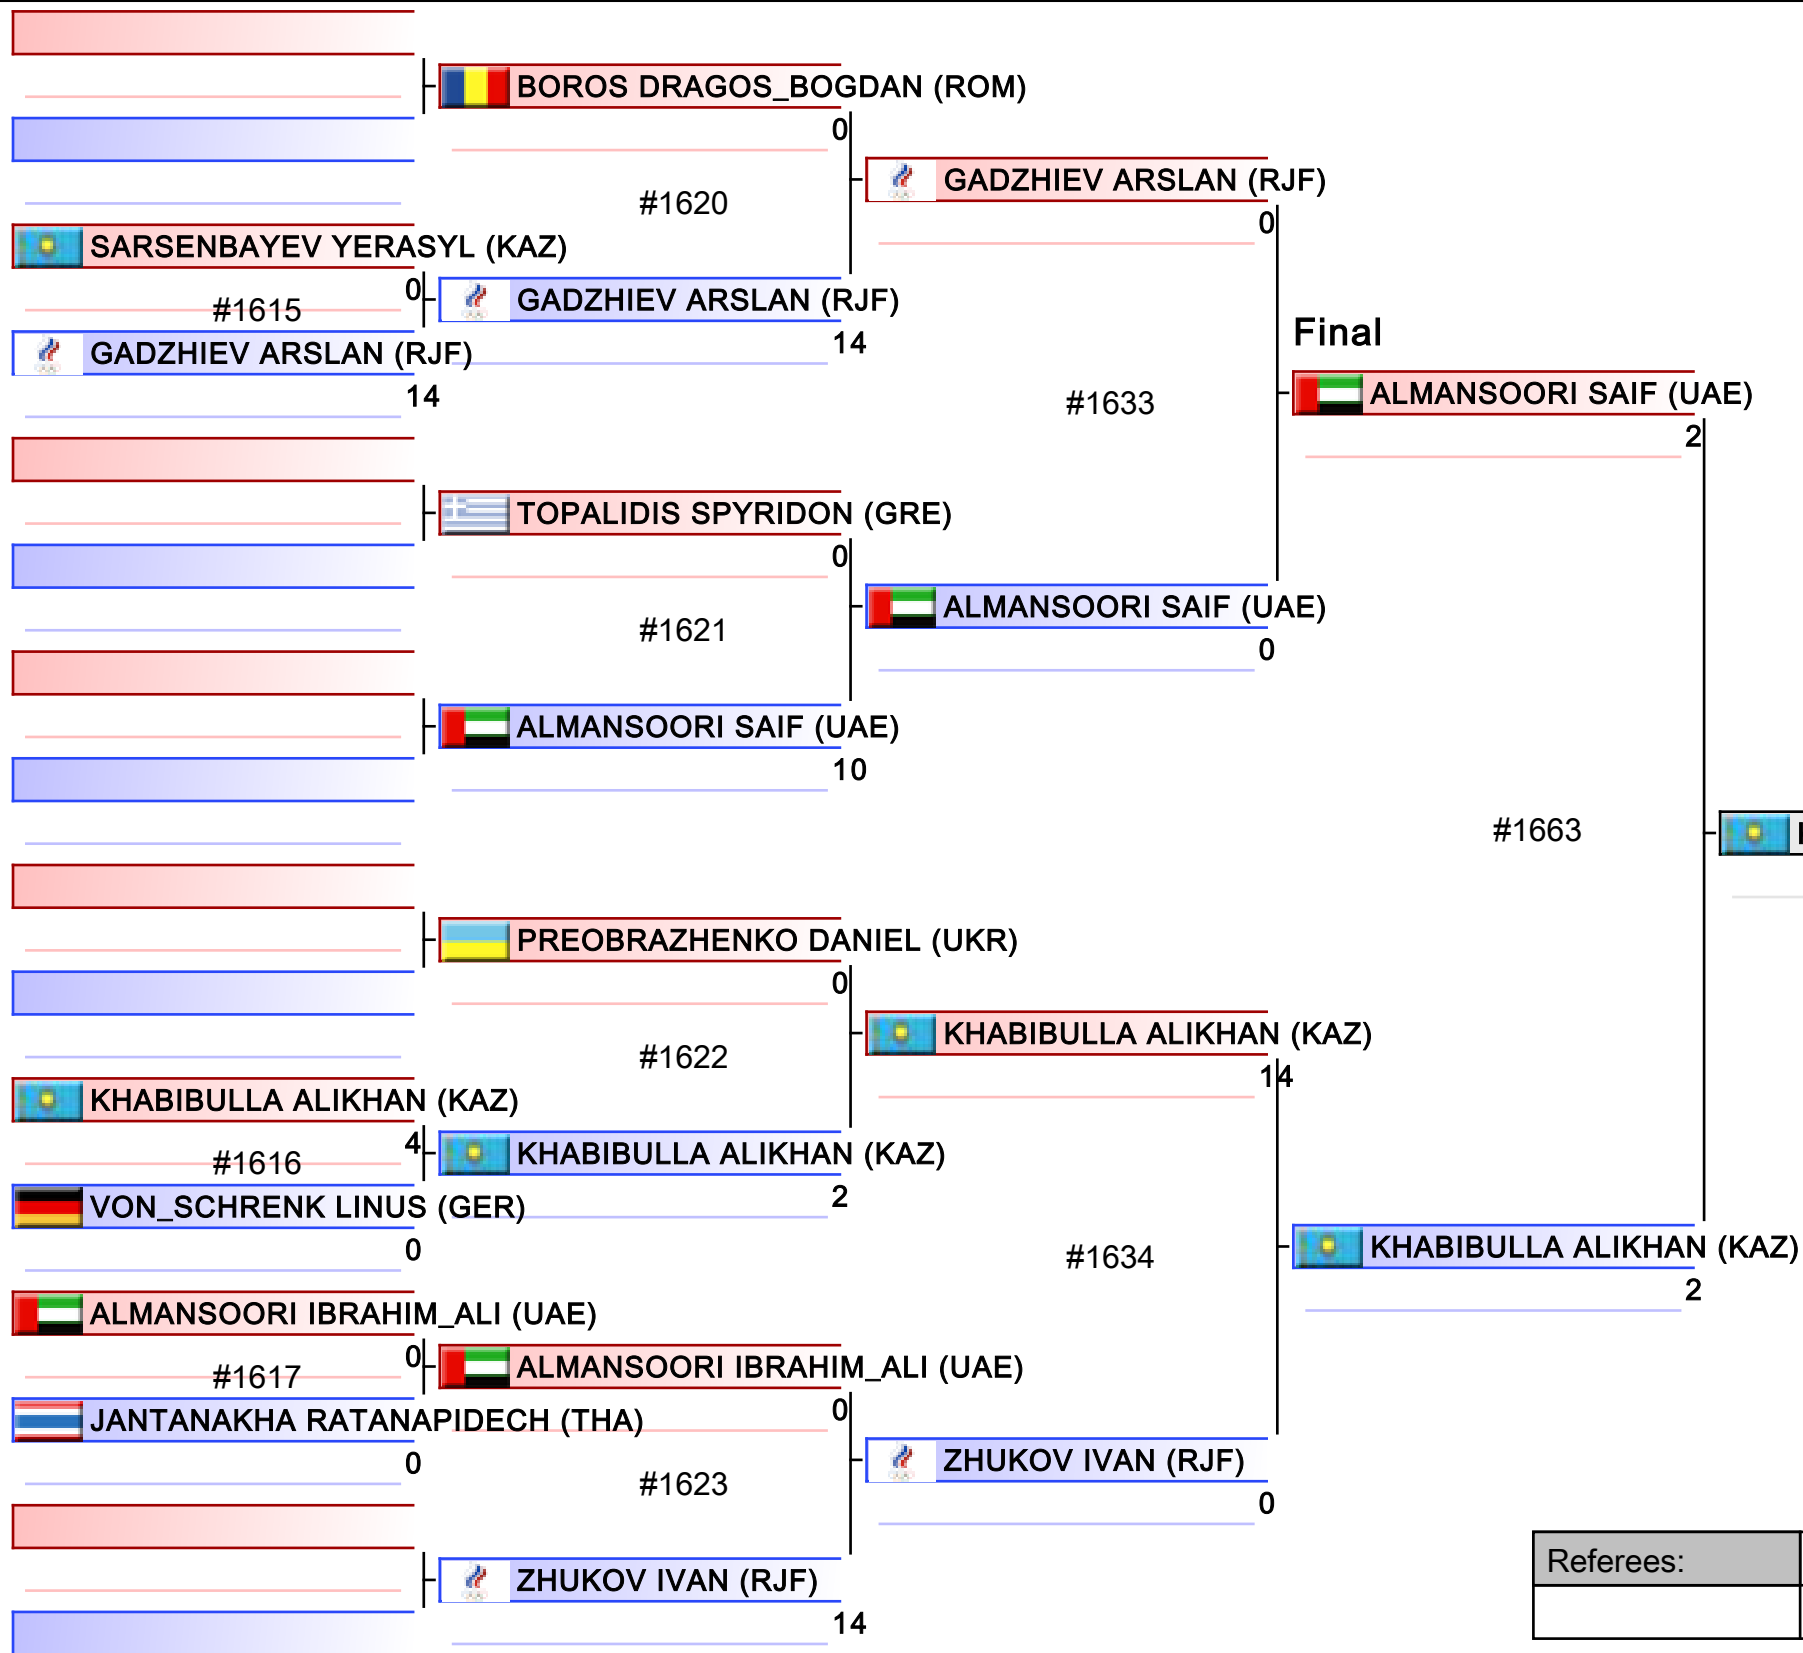 BOROS DRAGOS_BOGDAN (ROM)
0
GADZHIEV ARSLAN (RJF)
#1620
0
SARSENBAYEV YERASYL (KAZ)
0
#1615
GADZHIEV ARSLAN (RJF)
14
Final
GADZHIEV ARSLAN (RJF)
14
#1633
ALMANSOORI SAIF (UAE)
2
TOPALIDIS SPYRIDON (GRE)
0
ALMANSOORI SAIF (UAE)
#1621
0
ALMANSOORI SAIF (UAE)
10
#1663
PREOBRAZHENKO DANIEL (UKR)
0
KHABIBULLA ALIKHAN (KAZ)
#1622
14
KHABIBULLA ALIKHAN (KAZ)
4
#1616
KHABIBULLA ALIKHAN (KAZ)
2
VON_SCHRENK LINUS (GER)
0
#1634
KHABIBULLA ALIKHAN (KAZ)
2
ALMANSOORI IBRAHIM_ALI (UAE)
0
#1617
ALMANSOORI IBRAHIM_ALI (UAE)
0
JANTANAKHA RATANAPIDECH (THA)
0
ZHUKOV IVAN (RJF)
#1623
0
Referees:
ZHUKOV IVAN (RJF)
14